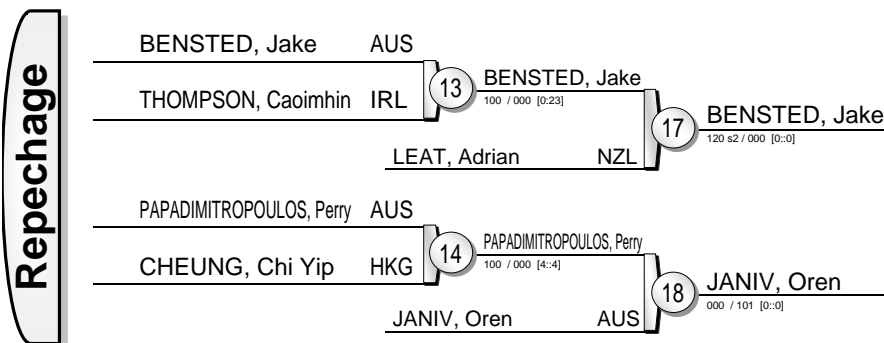 Repechage
BENSTED, Jake AUS
THOMPSON, Caoimhin IRL
13
BENSTED, Jake
100 / 000 [0:23]
LEAT, Adrian NZL
17
BENSTED, Jake
120 s2 / 000 [0::0]
PAPADIMITROPOULOS, Perry AUS
CHEUNG, Chi Yip HKG
14
PAPADIMITROPOULOS, Perry
100 / 000 [4::4]
JANIV, Oren AUS
18
JANIV, Oren
000 / 101 [0::0]